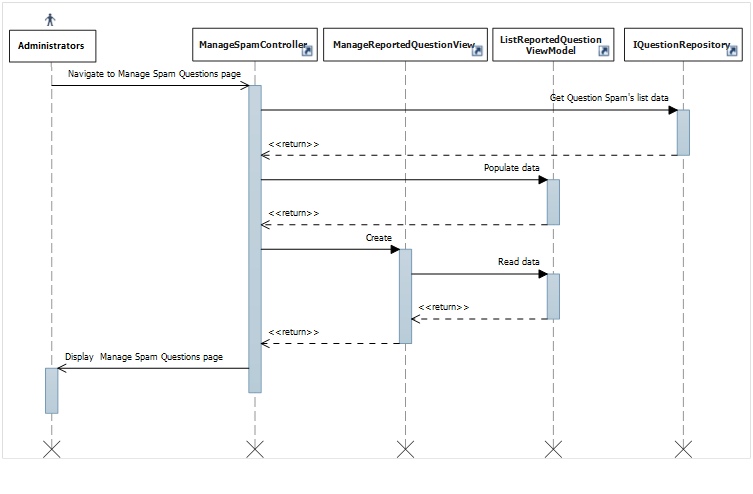 Administrators
ManageSpamController
ManageReportedQuestionView
ListReportedQuestion
ViewModel
IQuestionRepository
Navigate to Manage Spam Questions page
Get Question Spam's list data
<<return>>
Populate data
<<return>>
Create
Read data
<<return>>
<<return>>
Display  Manage Spam Questions page